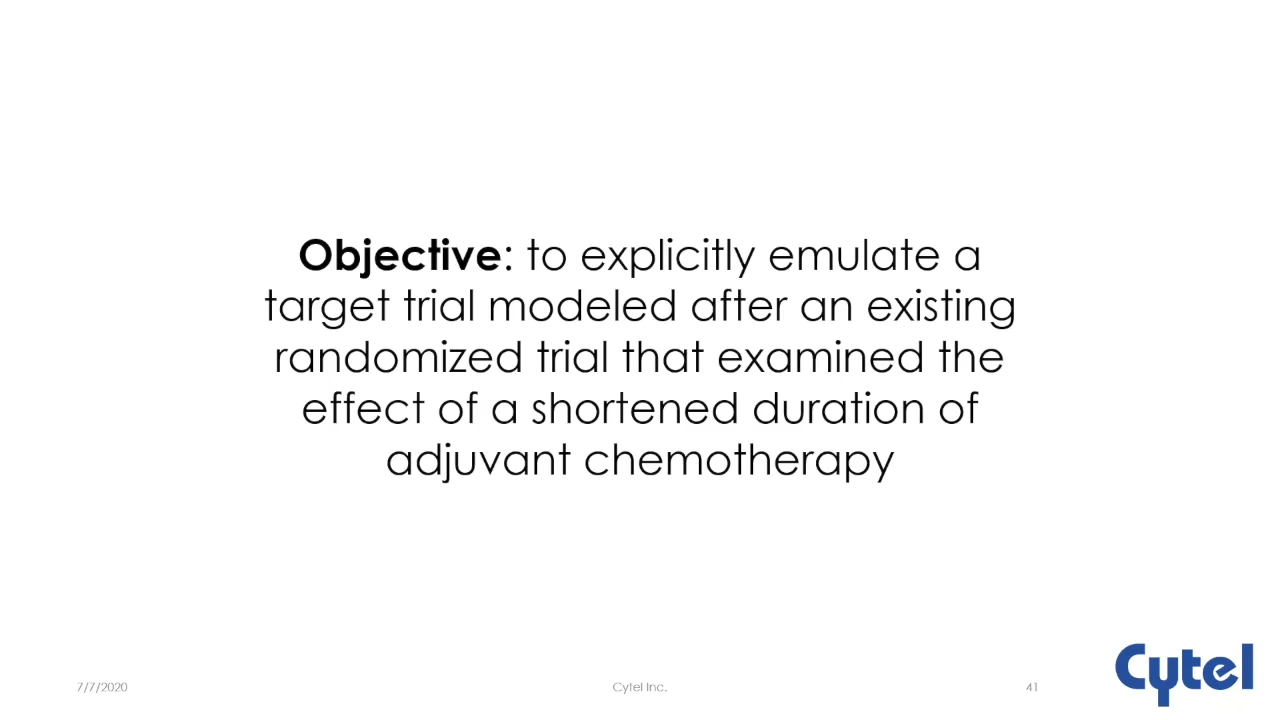 Objective: to explicitly emulate a
target trial modeled after an existing
randomized trial that examined the
effect of a shortened duration of
adjuvant chemotherapy
7/7/2020
Cytel Inc.
41
Cytel